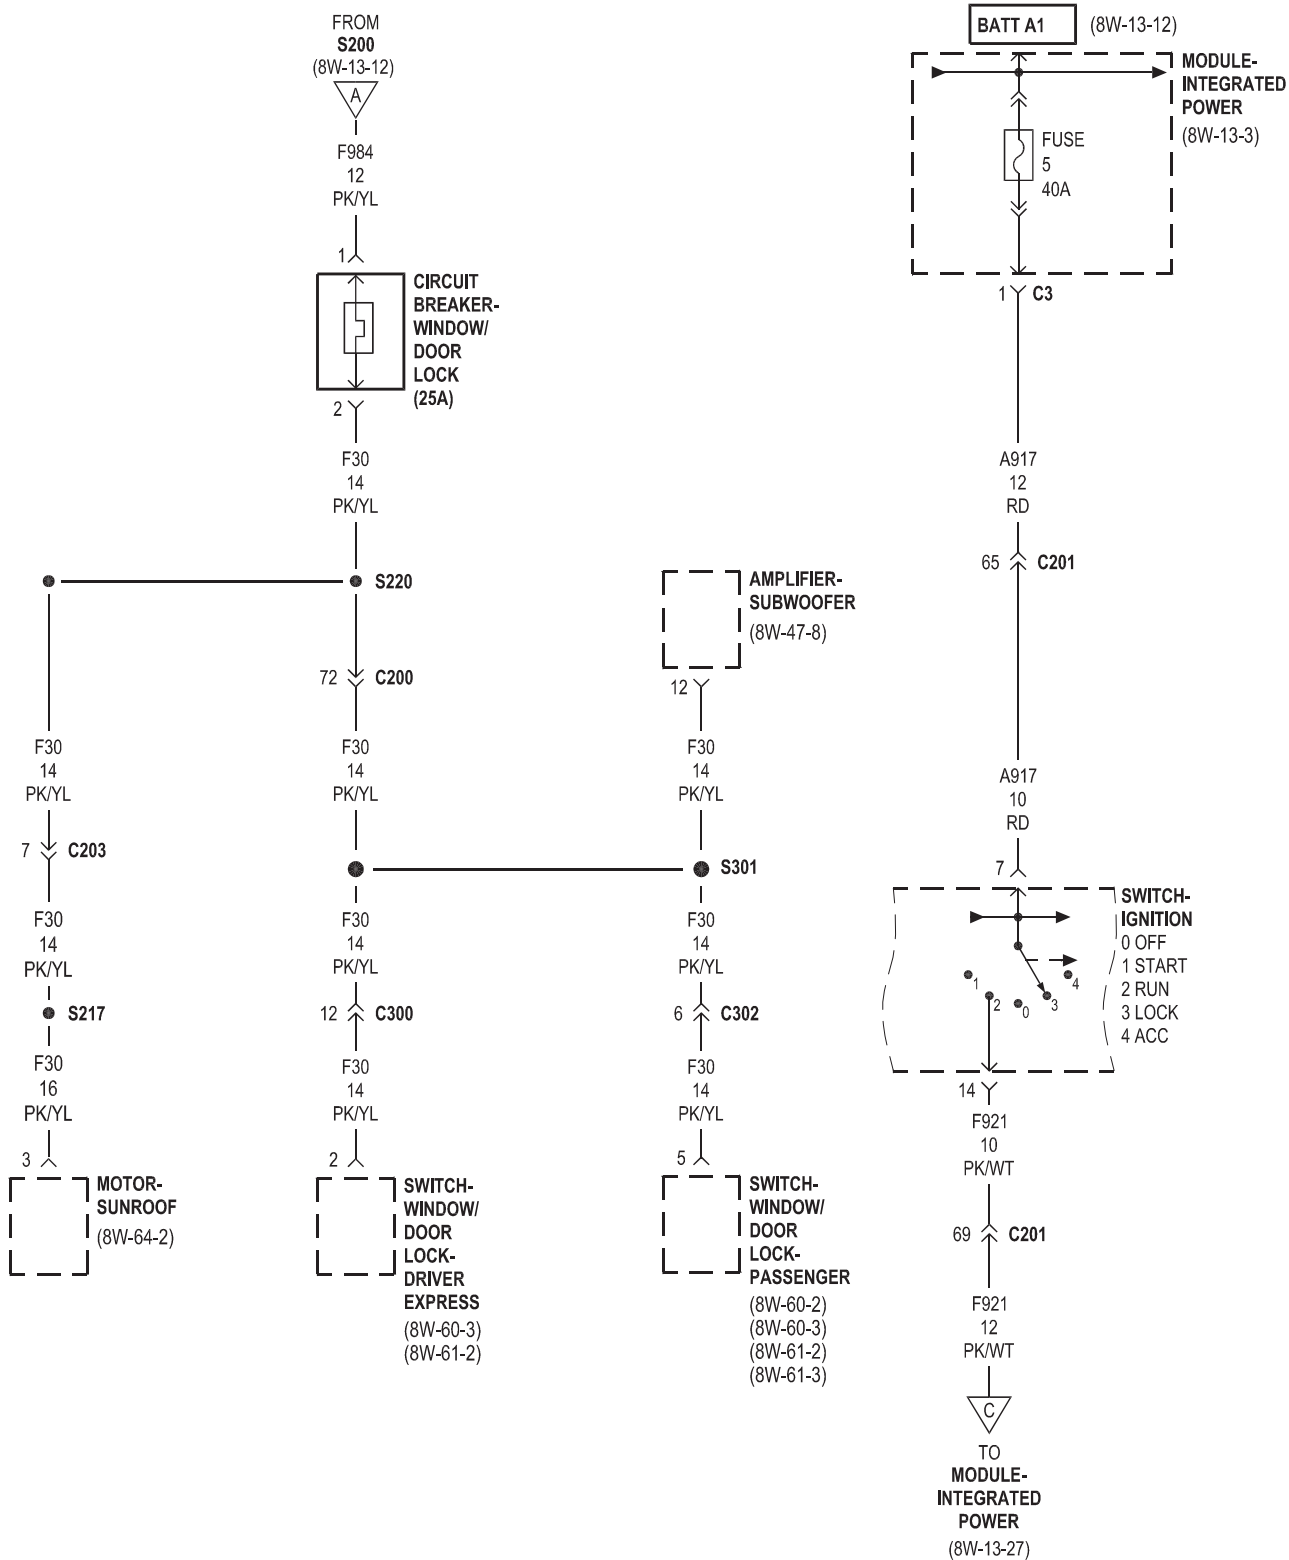 FROM
S200
(8W-13-12)
A
F984
12
PK/YL
1
CIRCUIT
BREAKER-
WINDOW/
DOOR
LOCK
(25A)
2
F30
14
PK/YL
S220
72
C200
F30
14
PK/YL
7
C203
F30
14
PK/YL
S217
F30
16
PK/YL
3
MOTOR-
SUNROOF
(8W-64-2)
F30
14
PK/YL
F30
14
PK/YL
12
C300
F30
14
PK/YL
2
SWITCH-
WINDOW/
DOOR
LOCK-
DRIVER
EXPRESS
(8W-60-3)
(8W-61-2)
AMPLIFIER-
SUBWOOFER
(8W-47-8)
12
F30
14
PK/YL
S301
F30
14
PK/YL
6
C302
F30
14
PK/YL
5
SWITCH-
WINDOW/
DOOR
LOCK-
PASSENGER
(8W-60-2)
(8W-60-3)
(8W-61-2)
(8W-61-3)
BATT A1
(8W-13-12)
MODULE-
INTEGRATED
POWER
(8W-13-3)
FUSE
5
40A
1
C3
A917
12
RD
65
C201
A917
10
RD
7
SWITCH-
IGNITION
0 OFF
1 START
2 RUN
3 LOCK
4 ACC
1
2
0
3
4
14
F921
10
PK/WT
69
C201
F921
12
PK/WT
C
TO
MODULE-
INTEGRATED
POWER
(8W-13-27)